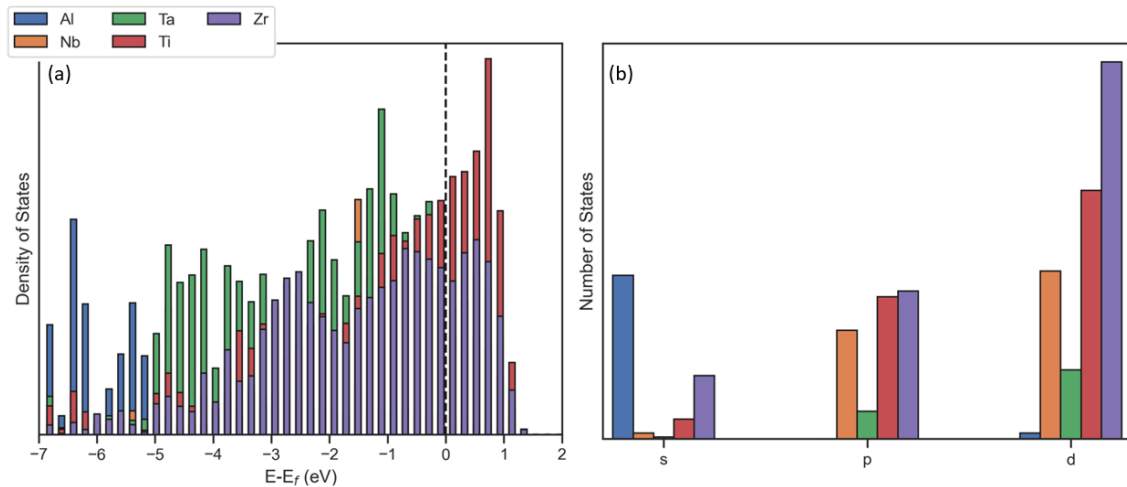 Al Ta Zr
Nb Ti
(a)
(b)
Density of States
Number of States
−7 −6 −5 −4 −3 −2 −1 0 1 2
E-E_f (eV)
s p d